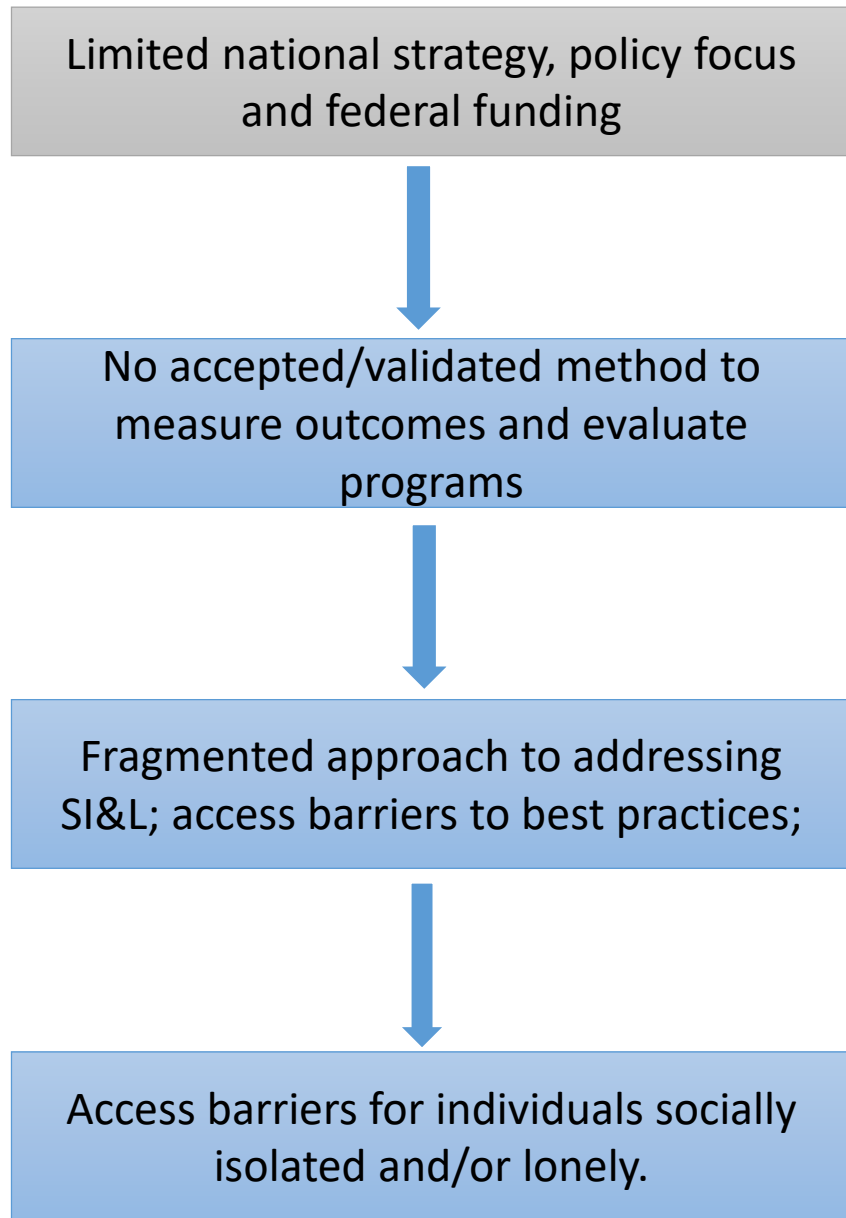 Limited national strategy, policy focus
and federal funding
No accepted/validated method to
measure outcomes and evaluate
programs
Fragmented approach to addressing
SI&L; access barriers to best practices;
Access barriers for individuals socially
isolated and/or lonely.